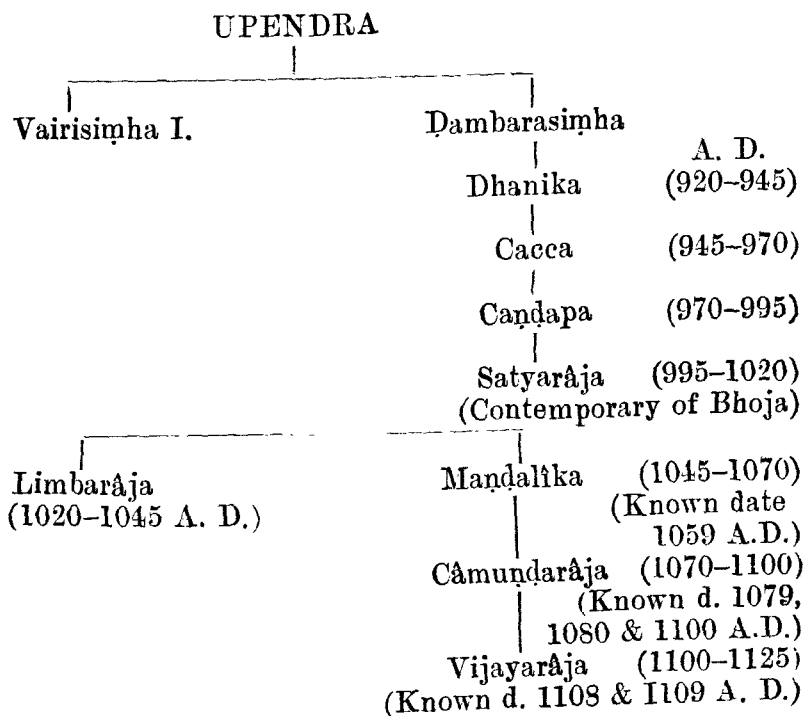 UPENDRA
Vairisiṃha I. Ḍambarasiṃha
A. D.
Dhanika (920–945)
Cacca (945–970)
Caṇḍapa (970–995)
Satyarâja (995–1020)
(Contemporary of Bhoja)
Limbarâja Maṇḍalîka (1045–1070)
(1020–1045 A. D.) (Known date
1059 A.D.)
Câmuṇḍarâja (1070–1100)
(Known d. 1079,
1080 & 1100 A.D.)
Vijayarâja (1100–1125)
(Known d. 1108 & 1109 A. D.)